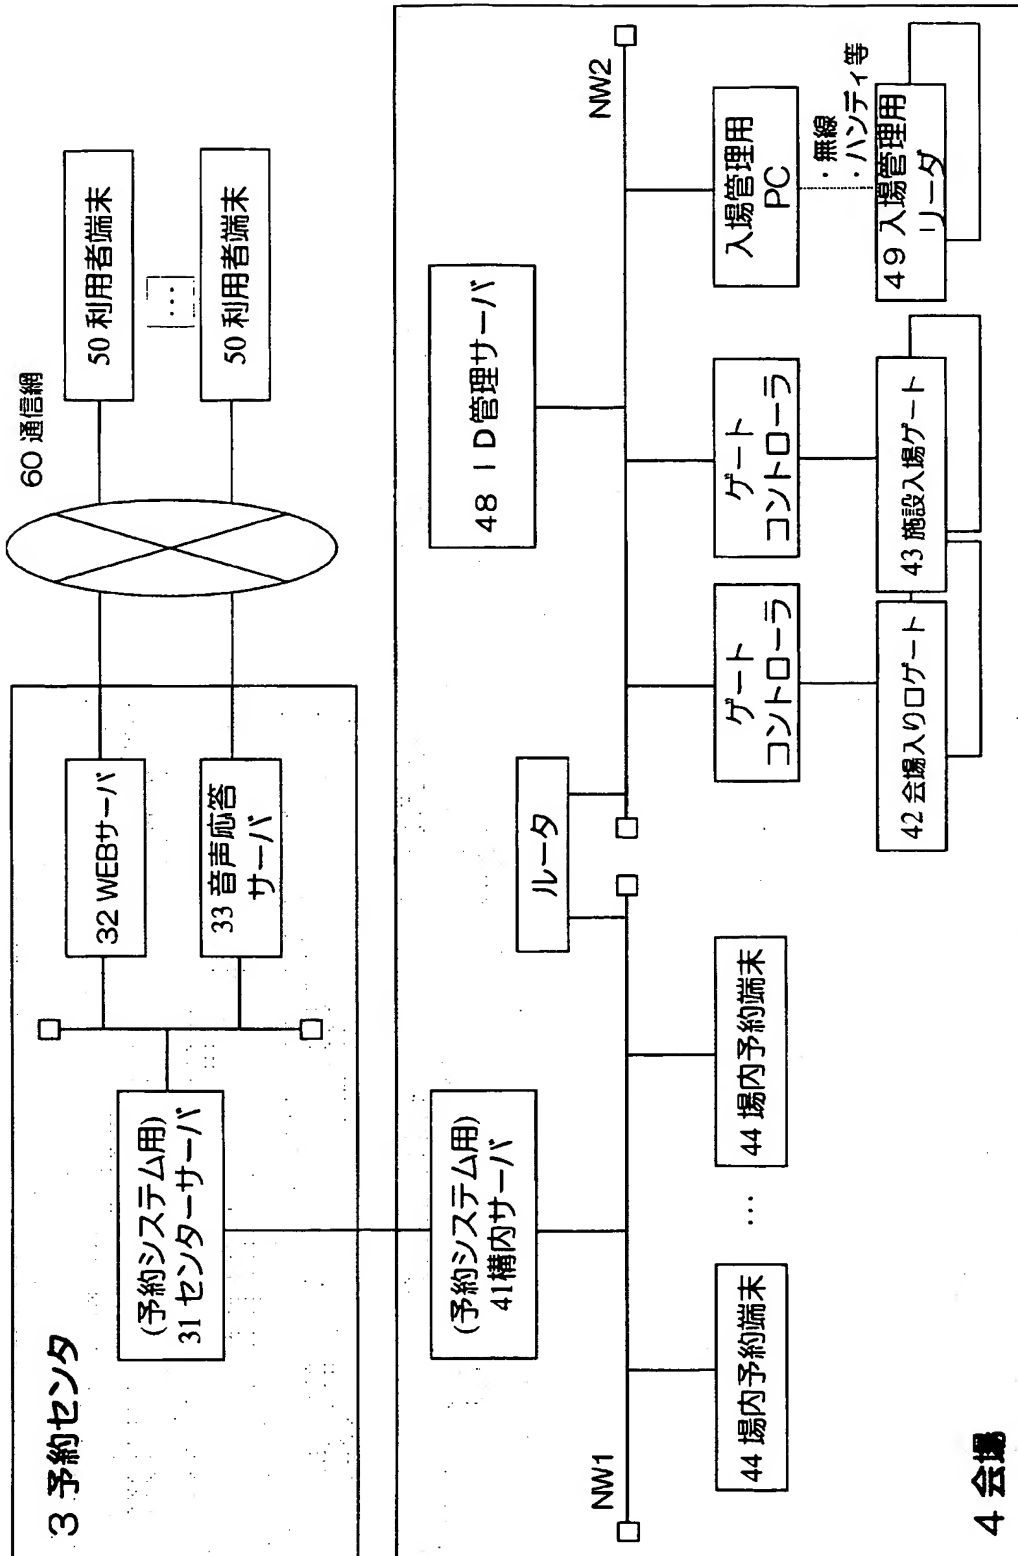 3 予約センタ
(予約システム用)
31 センターサーバ
32 WEBサーバ
33 音声応答
サーバ
60 通信網
50 利用者端末
…
50 利用者端末
4 会場
(予約システム用)
41構内サーバ
NW1
44 場内予約端末
…
44 場内予約端末
ルータ
48 ID管理サーバ
NW2
ゲート
コントローラ
42 会場入り口ゲート
ゲート
コントローラ
43 施設入場ゲート
入場管理用
PC
・無線
・ハンディ等
49 入場管理用
リーダ